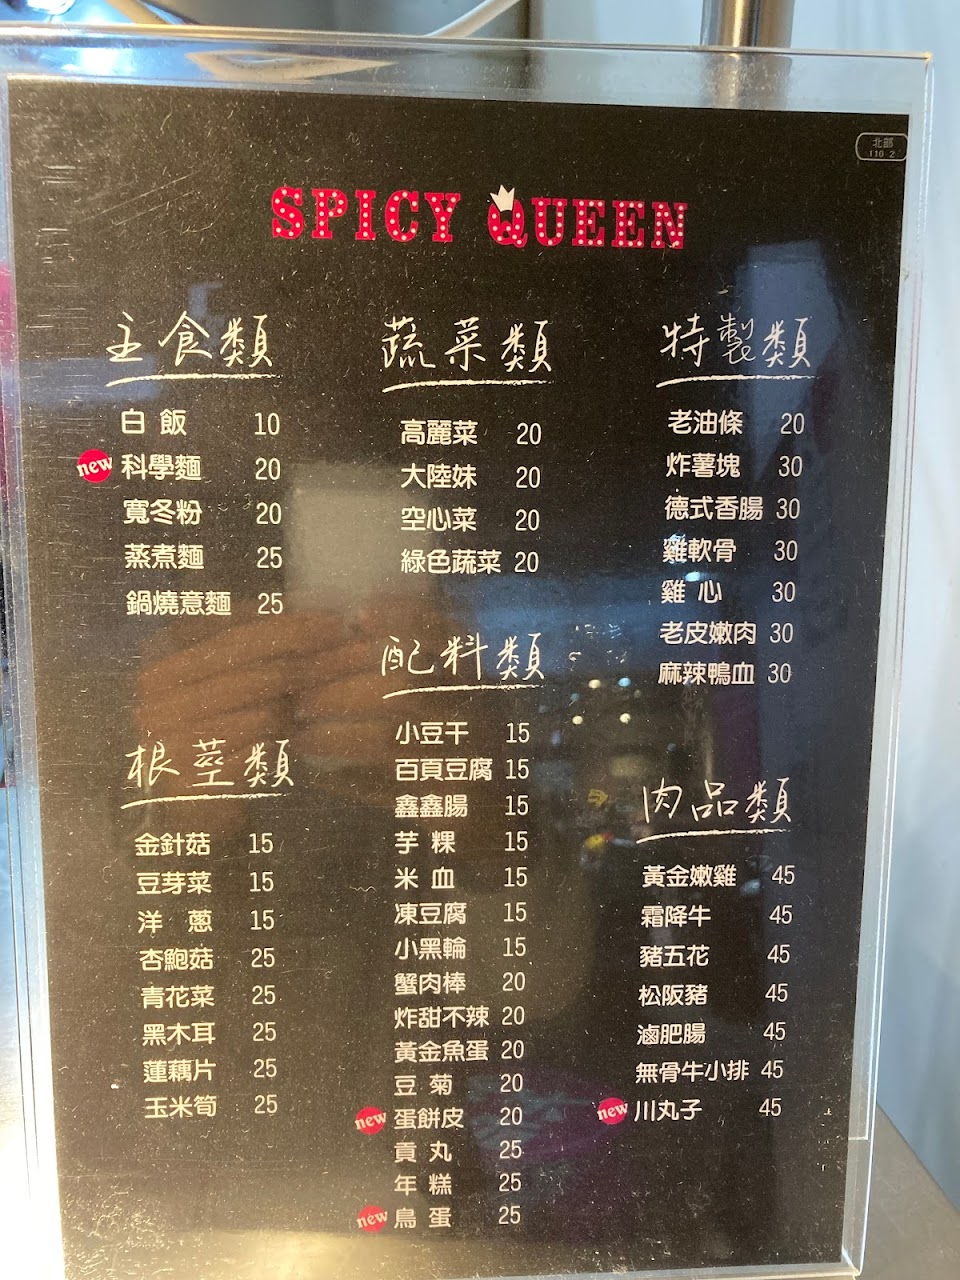 北部
110 2
SPICY QUEEN
主食類
白飯 10
new 科學麵 20
寬冬粉 20
蒸煮麵 25
鍋燒意麵 25
根莖類
金針菇 15
豆芽菜 15
洋蔥 15
杏鮑菇 25
青花菜 25
黑木耳 25
蓮藕片 25
玉米筍 25
蔬菜類
高麗菜 20
大陸妹 20
空心菜 20
綠色蔬菜 20
配料類
小豆干 15
百頁豆腐 15
鑫鑫腸 15
芋粿 15
米血 15
凍豆腐 15
小黑輪 15
蟹肉棒 20
炸甜不辣 20
黃金魚蛋 20
豆菊 20
new 蛋餅皮 20
貢丸 25
年糕 25
new 鳥蛋 25
特製類
老油條 20
炸薯塊 30
德式香腸 30
雞軟骨 30
雞心 30
老皮嫩肉 30
麻辣鴨血 30
肉品類
黃金嫩雞 45
霜降牛 45
豬五花 45
松阪豬 45
滷肥腸 45
無骨牛小排 45
new 川丸子 45